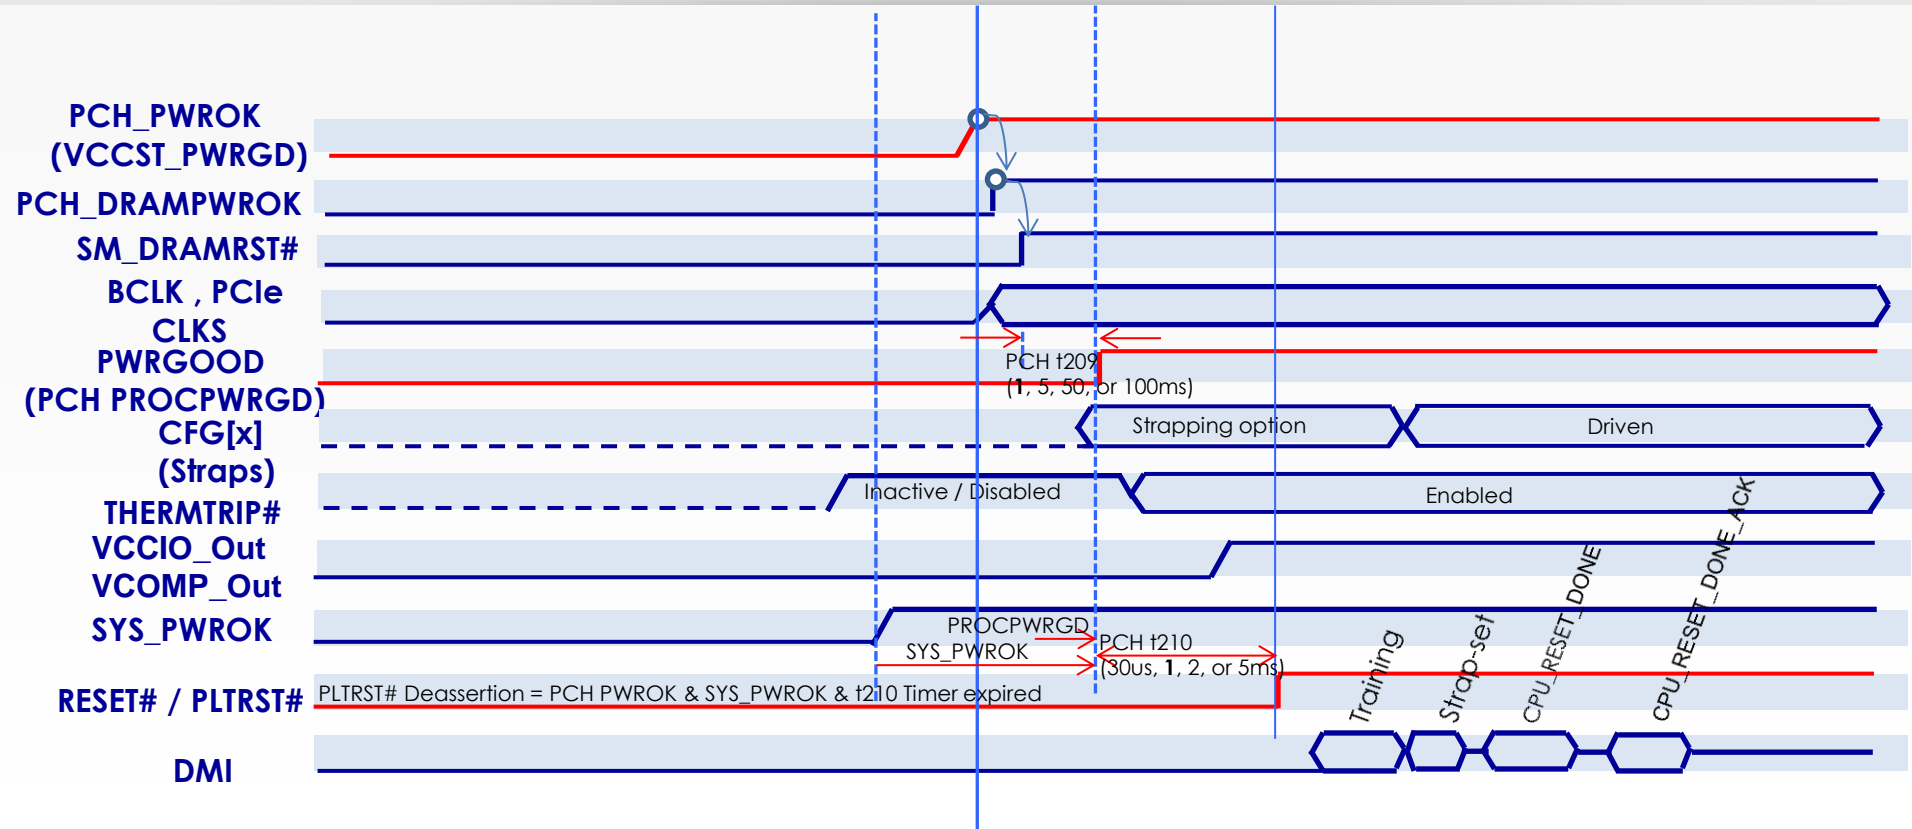 PCH_PWROK
(VCCST_PWRGD)
PCH_DRAMPWROK
SM_DRAMRST#
BCLK , PCIe
CLKS
PWRGOOD
PCH t209
(1, 5, 50, or 100ms)
(PCH PROCPWRGD)
CFG[x]
Strapping option
Driven
(Straps)
Inactive / Disabled
Enabled
THERMTRIP#
VCCIO_Out
VCOMP_Out
SYS_PWROK
PROCPWRGD
SYS_PWROK
PCH t210
(30us, 1, 2, or 5ms)
RESET# / PLTRST#
PLTRST# Deassertion = PCH PWROK & SYS_PWROK & t210 Timer expired
Training
Strap-set
CPU_RESET_DONE
CPU_RESET_DONE_ACK
DMI